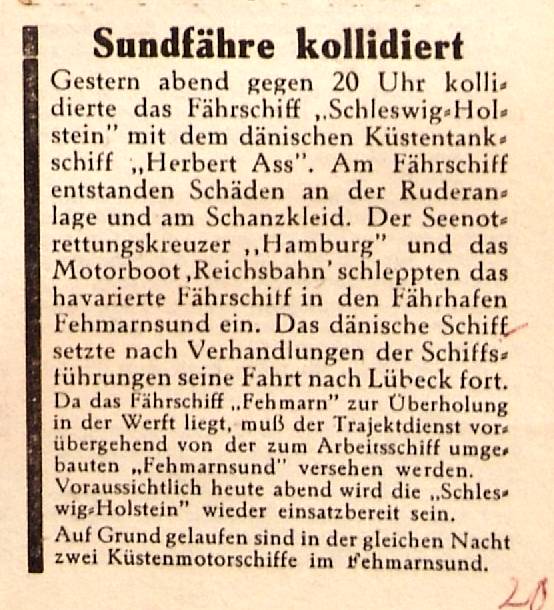 Sundfähre kollidiert
Gestern abend gegen 20 Uhr kolli⸗
dierte das Fährschiff „Schleswig⸗Hol⸗
stein” mit dem dänischen Küstentank⸗
schiff „Herbert Ass”. Am Fährschiff
entstanden Schäden an der Ruderan⸗
lage und am Schanzkleid. Der Seenot⸗
rettungskreuzer ,,Hamburg” und das
Motorboot ‚Reichsbahn’ schleppten das
havarierte Fährschiff in den Fährhafen
Fehmarnsund ein. Das dänische Schiff
setzte nach Verhandlungen der Schiffs⸗
führungen seine Fahrt nach Lübeck fort.
Da das Fährschiff „Fehmarn” zur Überholung
in der Werft liegt, muß der Trajektdienst vor⸗
übergehend von der zum Arbeitsschiff umge⸗
bauten „Fehmarnsund” versehen werden.
Voraussichtlich heute abend wird die „Schles⸗
wig⸗Holstein” wieder einsatzbereit sein.
Auf Grund gelaufen sind in der gleichen Nacht
zwei Küstenmotorschiffe im Fehmarnsund.